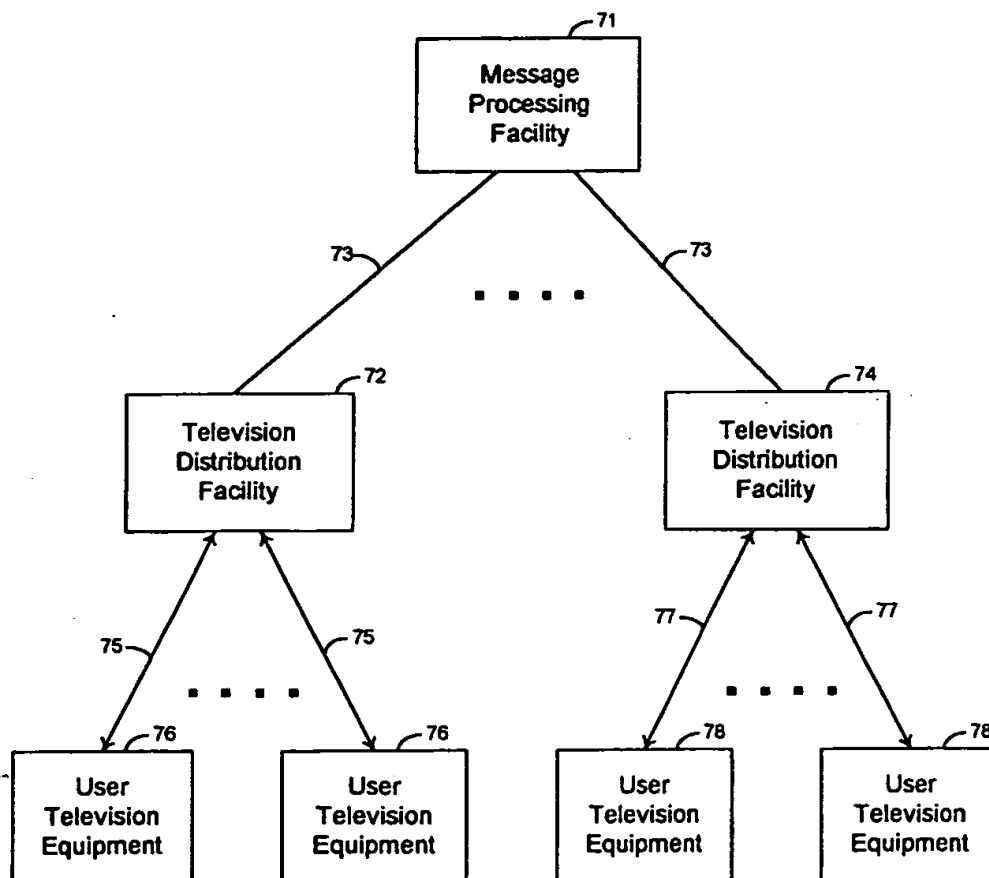 71
Message
Processing
Facility
73
73
72
74
Television
Distribution
Facility
Television
Distribution
Facility
75
75
77
77
76
76
78
78
User
Television
Equipment
User
Television
Equipment
User
Television
Equipment
User
Television
Equipment